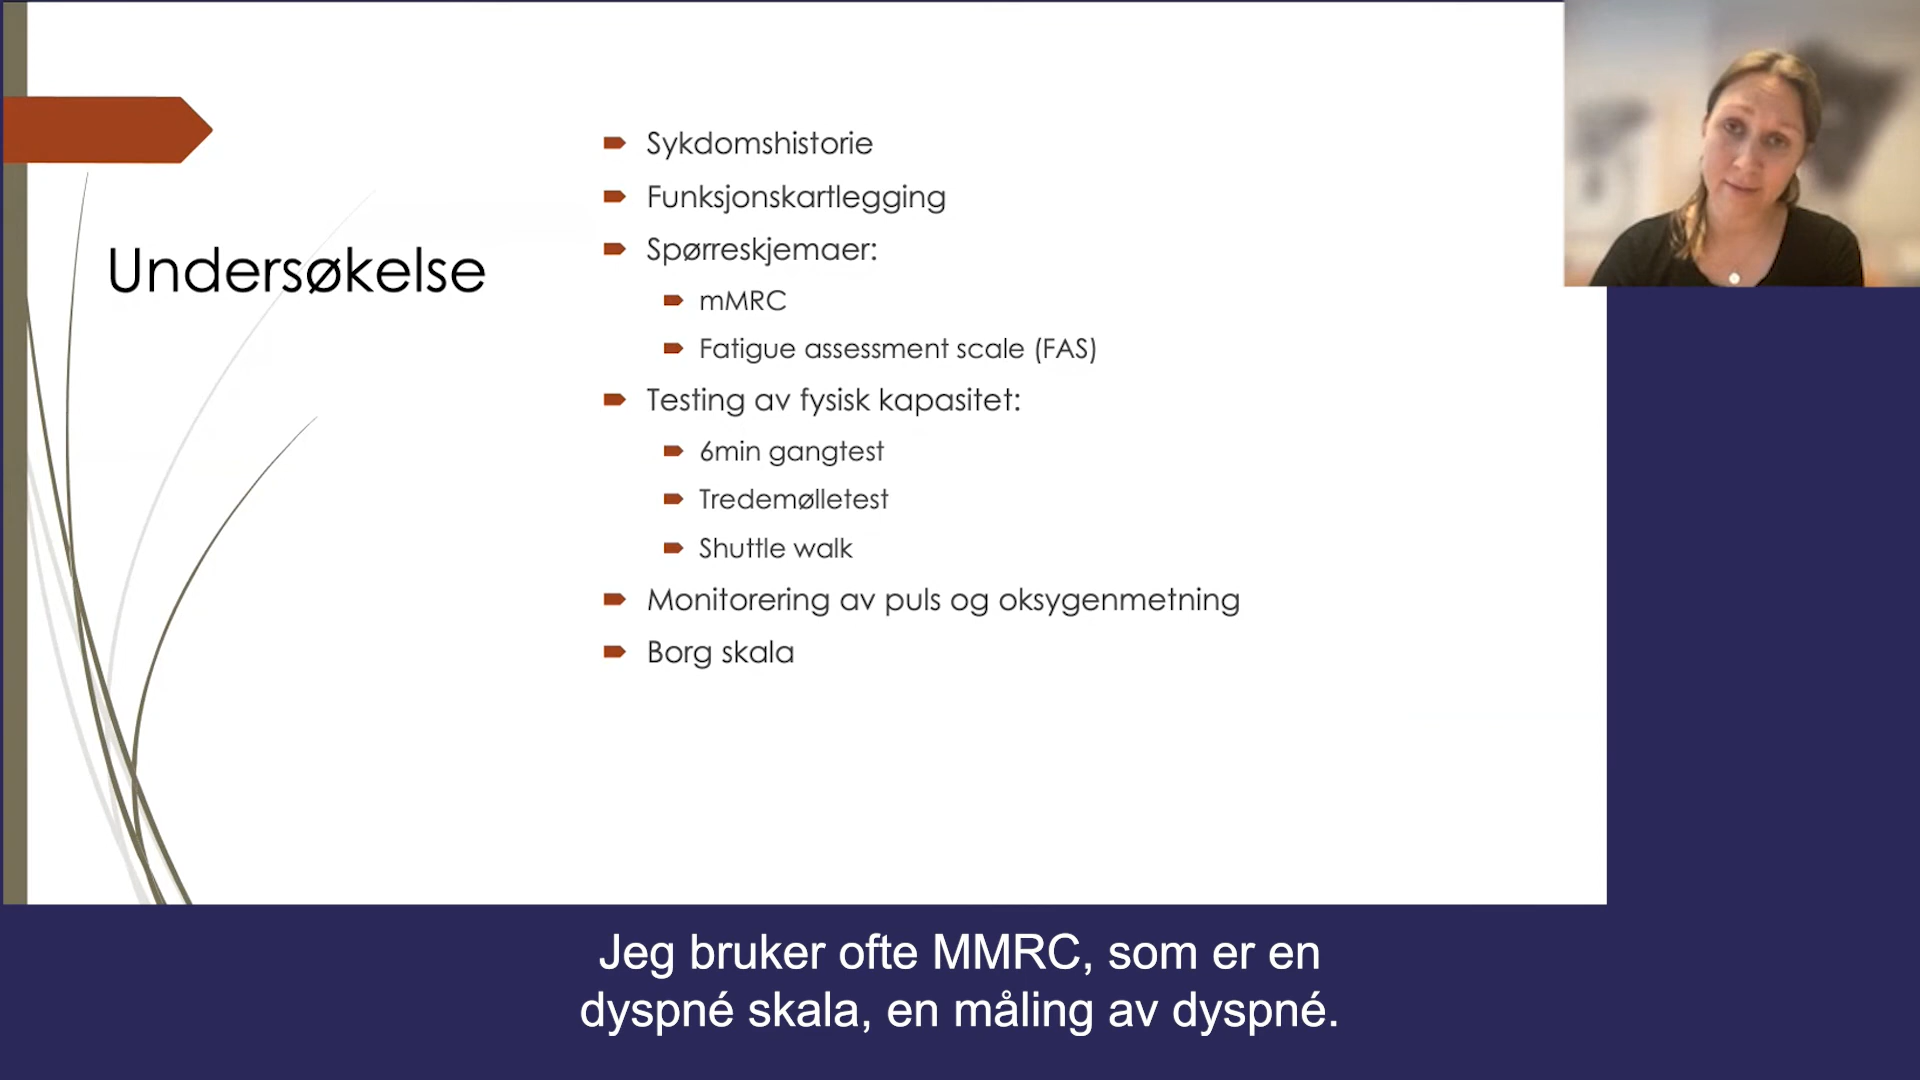 Undersøkelse
Sykdomshistorie
Funksjonskartlegging
Spørreskjemaer:
mMRC
Fatigue assessment scale (FAS)
Testing av fysisk kapasitet:
6min gangtest
Tredemølletest
Shuttle walk
Monitorering av puls og oksygenmetning
Borg skala
Jeg bruker ofte MMRC, som er en
dyspné skala, en måling av dyspné.